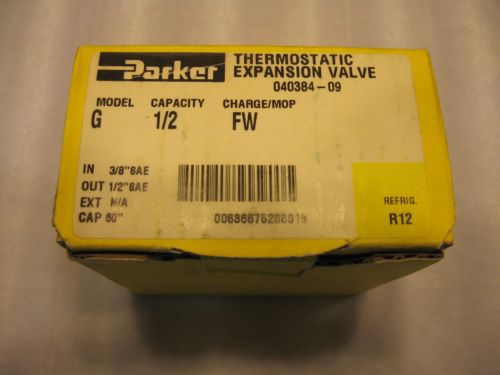 Parker
THERMOSTATIC
EXPANSION VALVE
040384-09
MODEL CAPACITY CHARGE/MOP
G 1/2 FW
IN 3/8"SAE
OUT 1/2"SAE
EXT N/A
CAP 60"
00686675288018
REFRIG.
R12